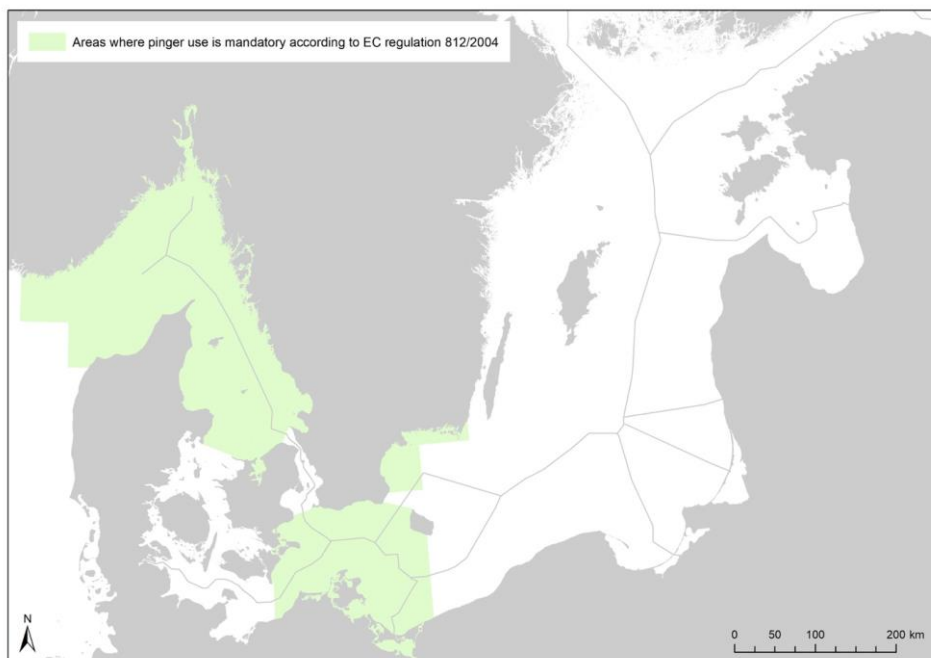 Areas where pinger use is mandatory according to EC regulation 812/2004
N
0 50 100 200 km